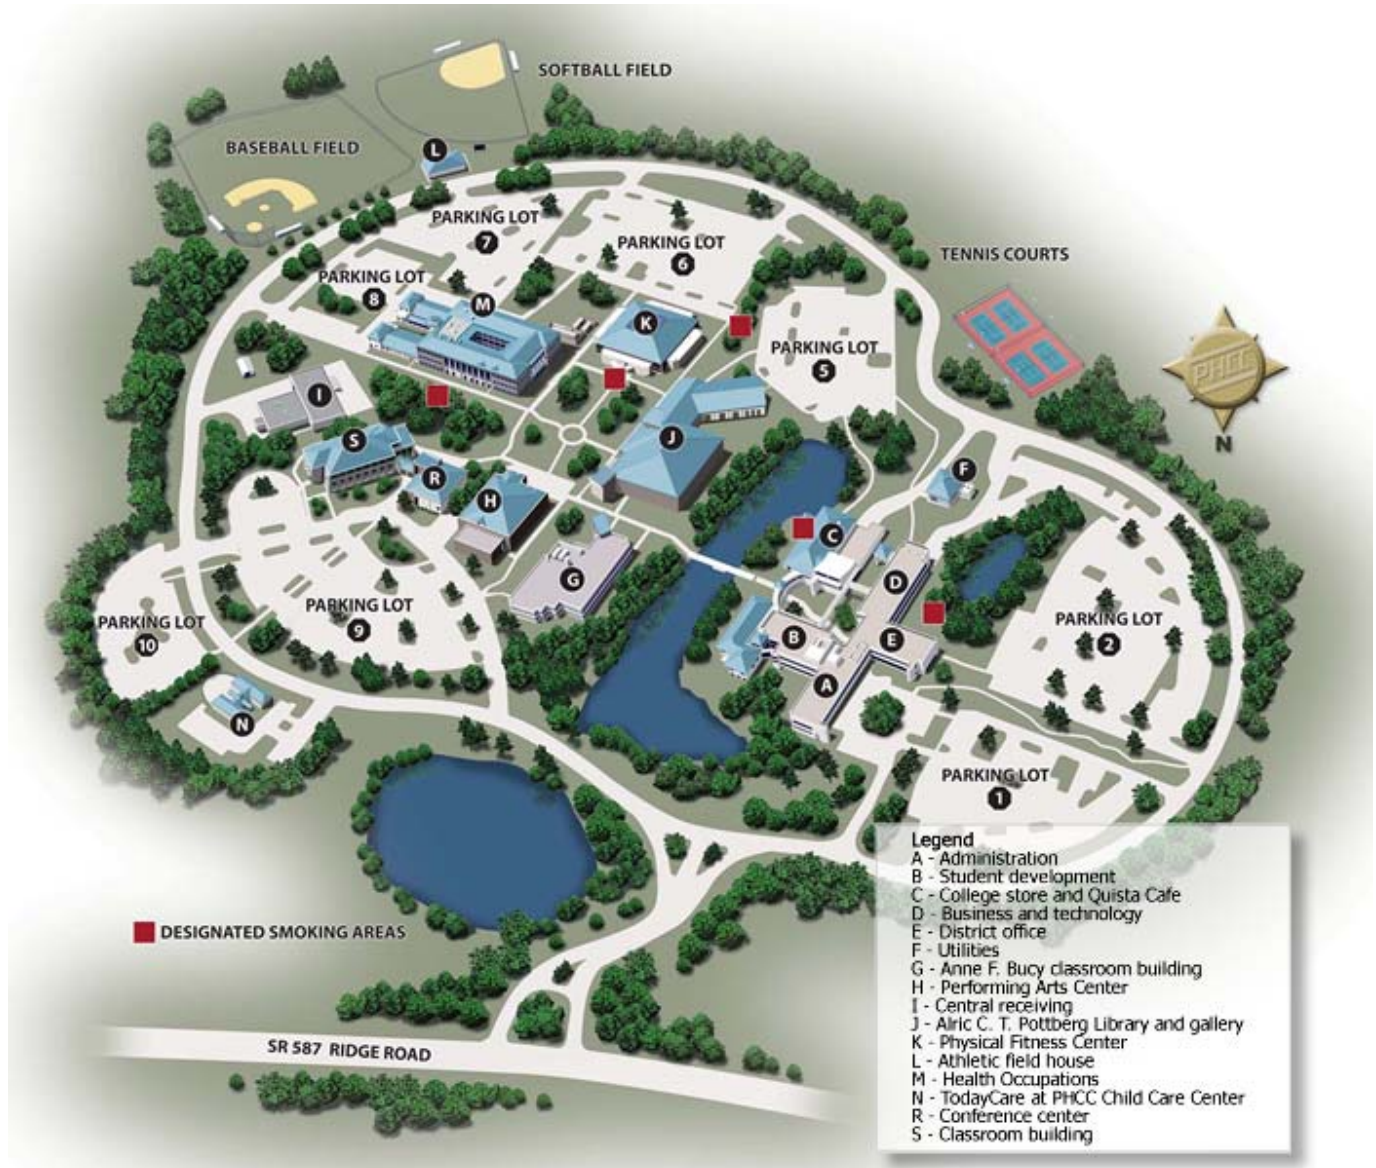 SOFTBALL FIELD
BASEBALL FIELD
L
PARKING LOT
7
PARKING LOT
6
TENNIS COURTS
PARKING LOT
8
M
K
PARKING LOT
5
PHCC
N
I
S
J
R
H
F
C
G
D
PARKING LOT
9
PARKING LOT
10
B
E
A
PARKING LOT
2
N
PARKING LOT
1
DESIGNATED SMOKING AREAS
SR 587 RIDGE ROAD
Legend
A - Administration
B - Student development
C - College store and Quista Cafe
D - Business and technology
E - District office
F - Utilities
G - Anne F. Bucy classroom building
H - Performing Arts Center
I - Central receiving
J - Alric C. T. Pottberg Library and gallery
K - Physical Fitness Center
L - Athletic field house
M - Health Occupations
N - TodayCare at PHCC Child Care Center
R - Conference center
S - Classroom building